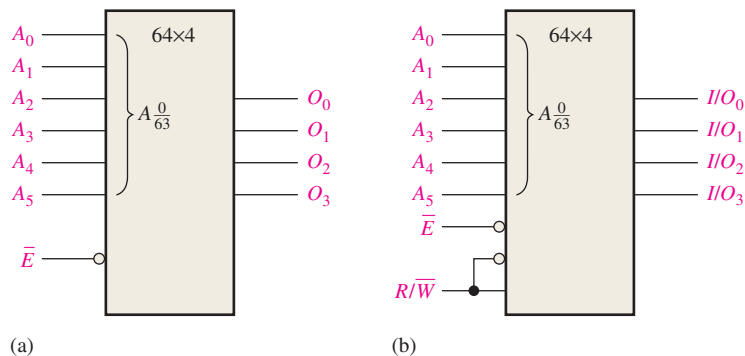 A₀
A₁
A₂
A₃
A₄
A₅
E̅
64×4
A 0/63
O₀
O₁
O₂
O₃
(a)
A₀
A₁
A₂
A₃
A₄
A₅
E̅
R/W̅
64×4
A 0/63
I/O₀
I/O₁
I/O₂
I/O₃
(b)